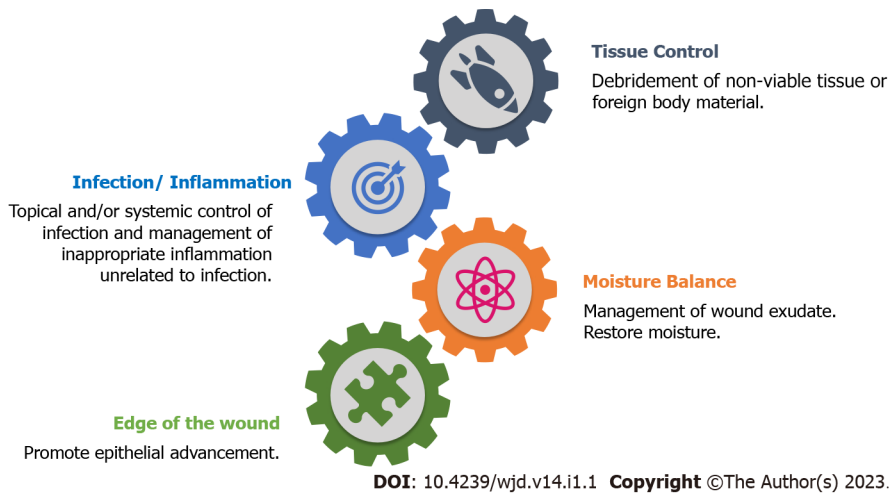 Tissue Control
Debridement of non-viable tissue or
foreign body material.
Infection/ Inflammation
Topical and/or systemic control of
infection and management of
inappropriate inflammation
unrelated to infection.
Moisture Balance
Management of wound exudate.
Restore moisture.
Edge of the wound
Promote epithelial advancement.
DOI: 10.4239/wjd.v14.i1.1 Copyright ©The Author(s) 2023.